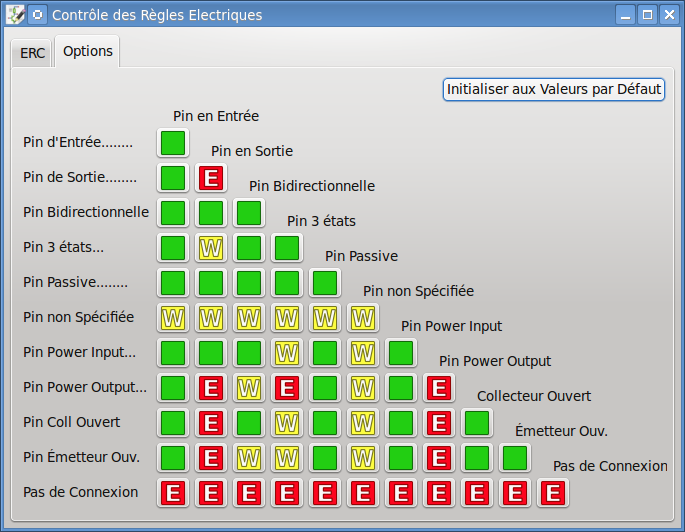 Contrôle des Règles Electriques
ERC Options
Initialiser aux Valeurs par Défaut
Pin en Entrée
Pin d'Entrée........
Pin en Sortie
Pin de Sortie........ E
Pin Bidirectionnelle
Pin Bidirectionnelle
Pin 3 états
Pin 3 états... W
Pin Passive
Pin Passive........
Pin non Spécifiée
Pin non Spécifiée W W W W W W
Pin Power Input
Pin Power Input... W W
Pin Power Output
Pin Power Output... E W E W E
Collecteur Ouvert
Pin Coll Ouvert E W W E
Émetteur Ouv.
Pin Émetteur Ouv. E W W W E
Pas de Connexion
Pas de Connexion E E E E E E E E E E E